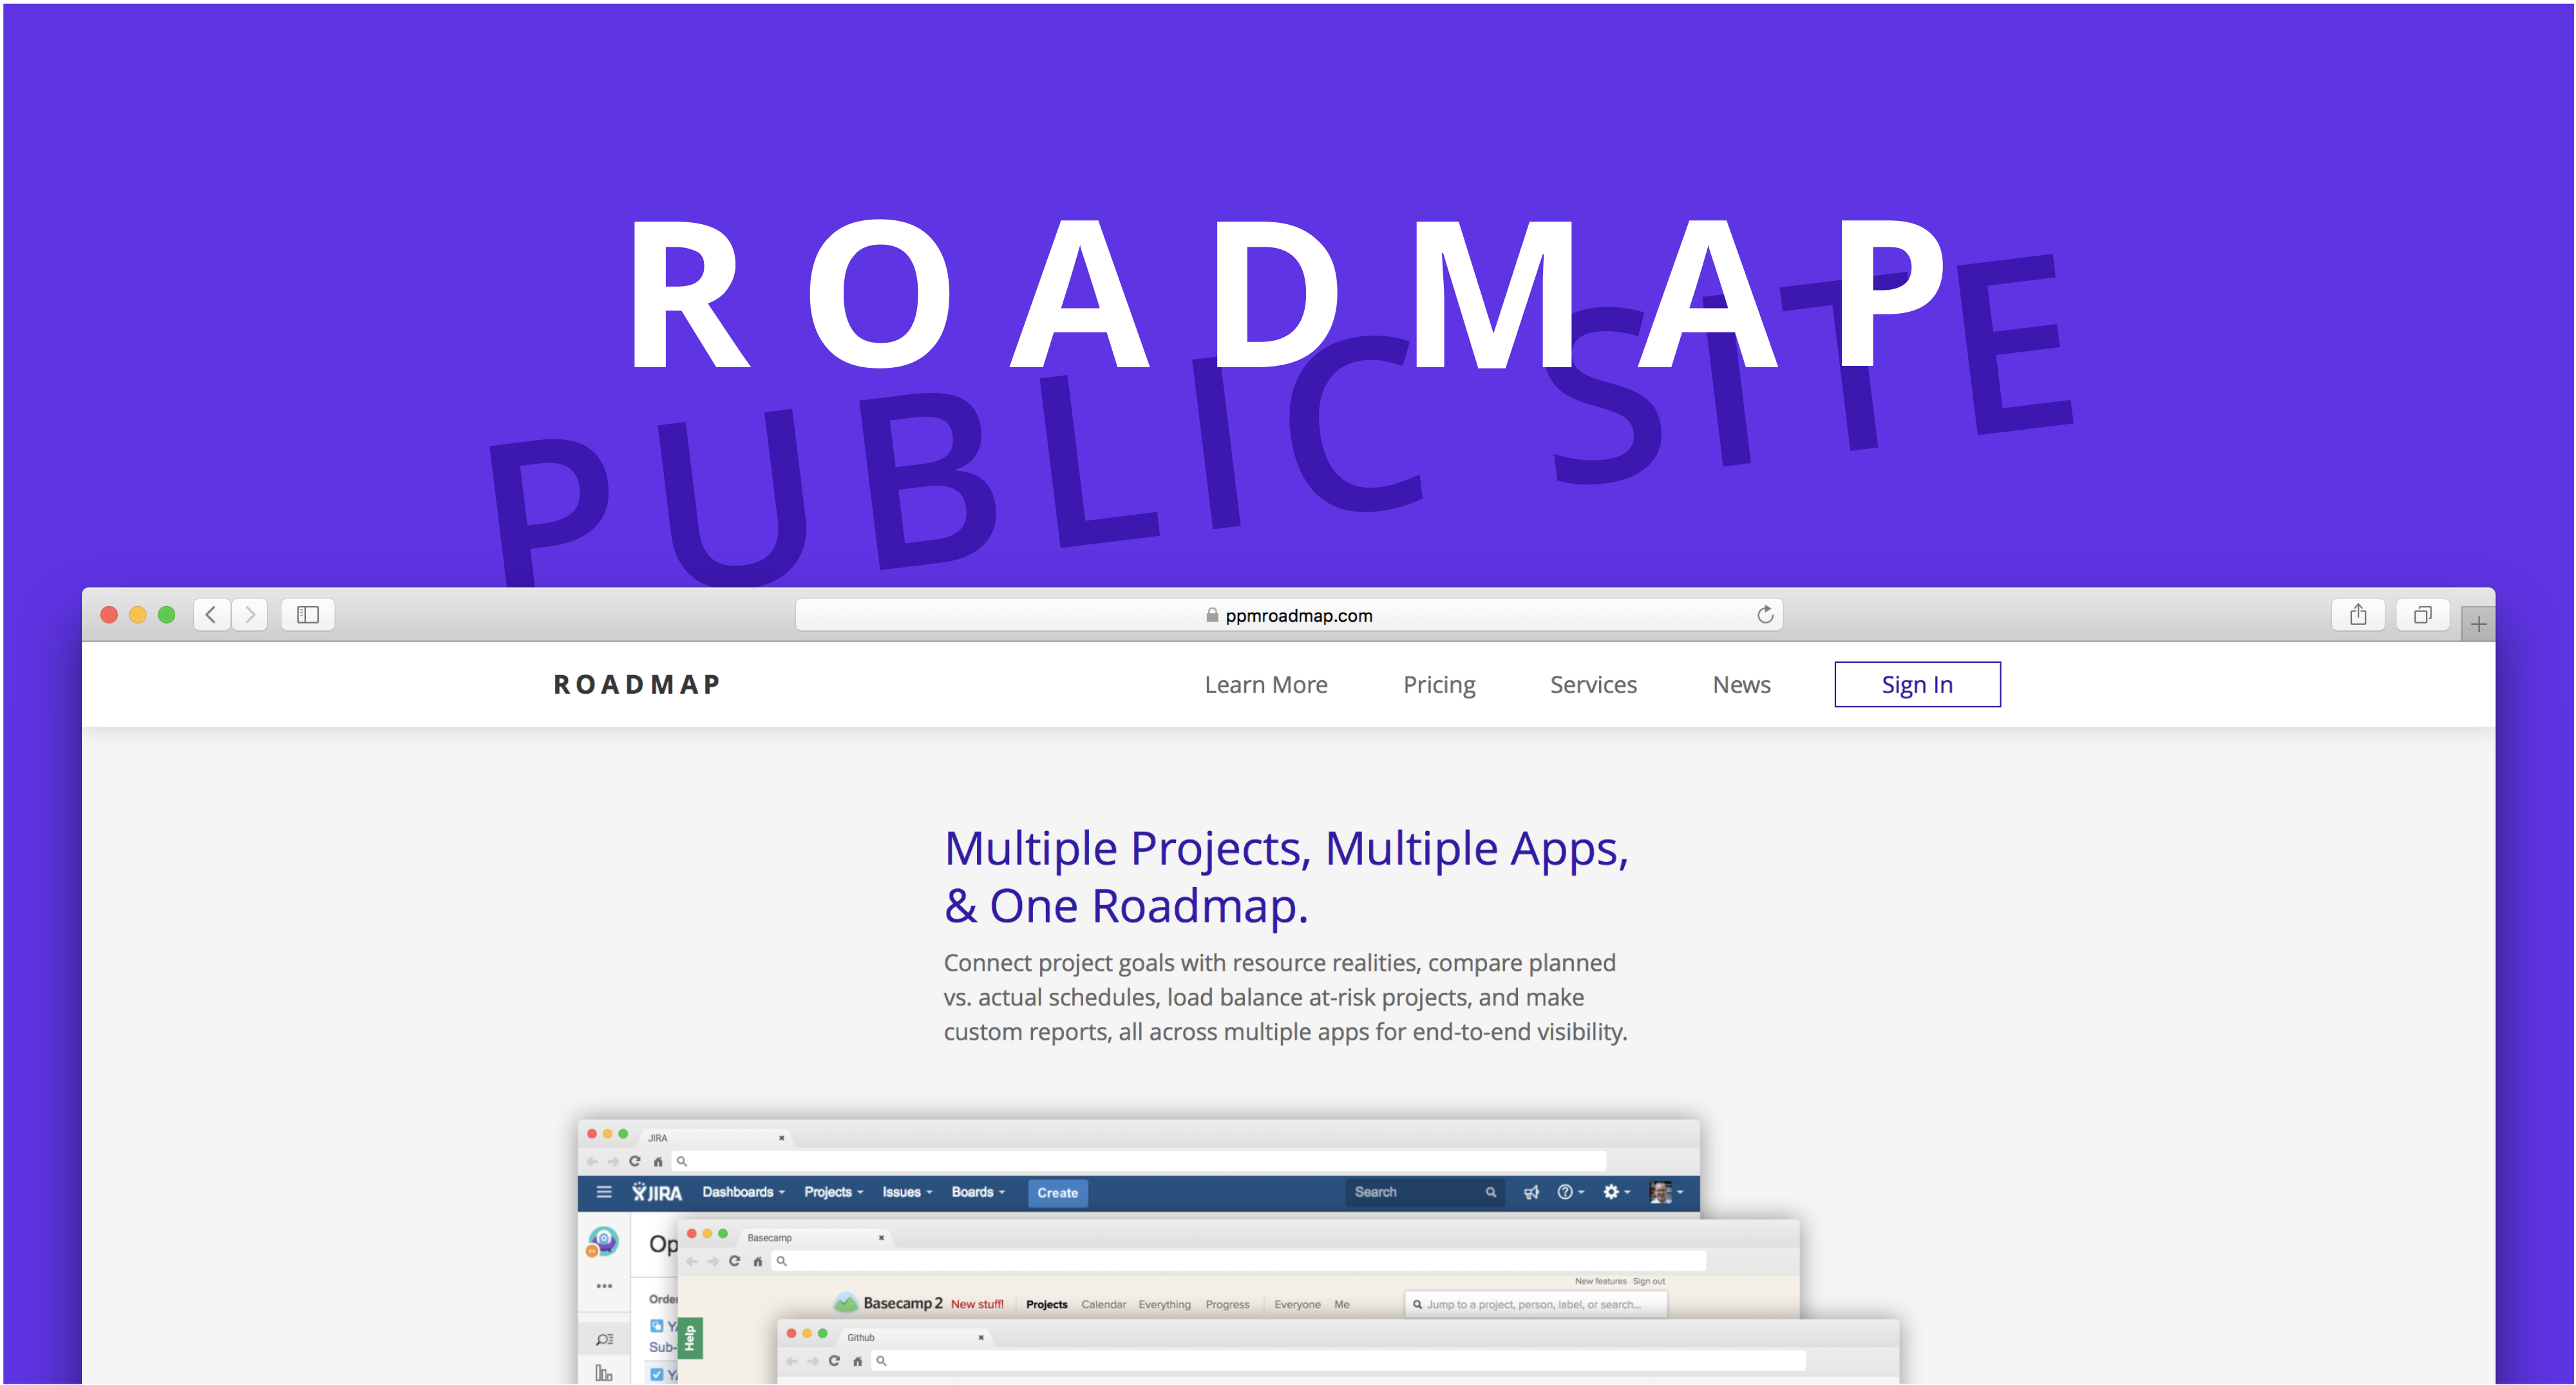 ROADMAP
PUBLIC SITE
ppmroadmap.com
ROADMAP Learn More Pricing Services News Sign In
Multiple Projects, Multiple Apps,
& One Roadmap.
Connect project goals with resource realities, compare planned
vs. actual schedules, load balance at-risk projects, and make
custom reports, all across multiple apps for end-to-end visibility.
JIRA
JIRA Dashboards Projects Issues Boards Create Search
Basecamp
New features Sign out
Basecamp 2 New stuff! Projects Calendar Everything Progress Everyone Me Jump to a project, person, label, or search...
Help
Github